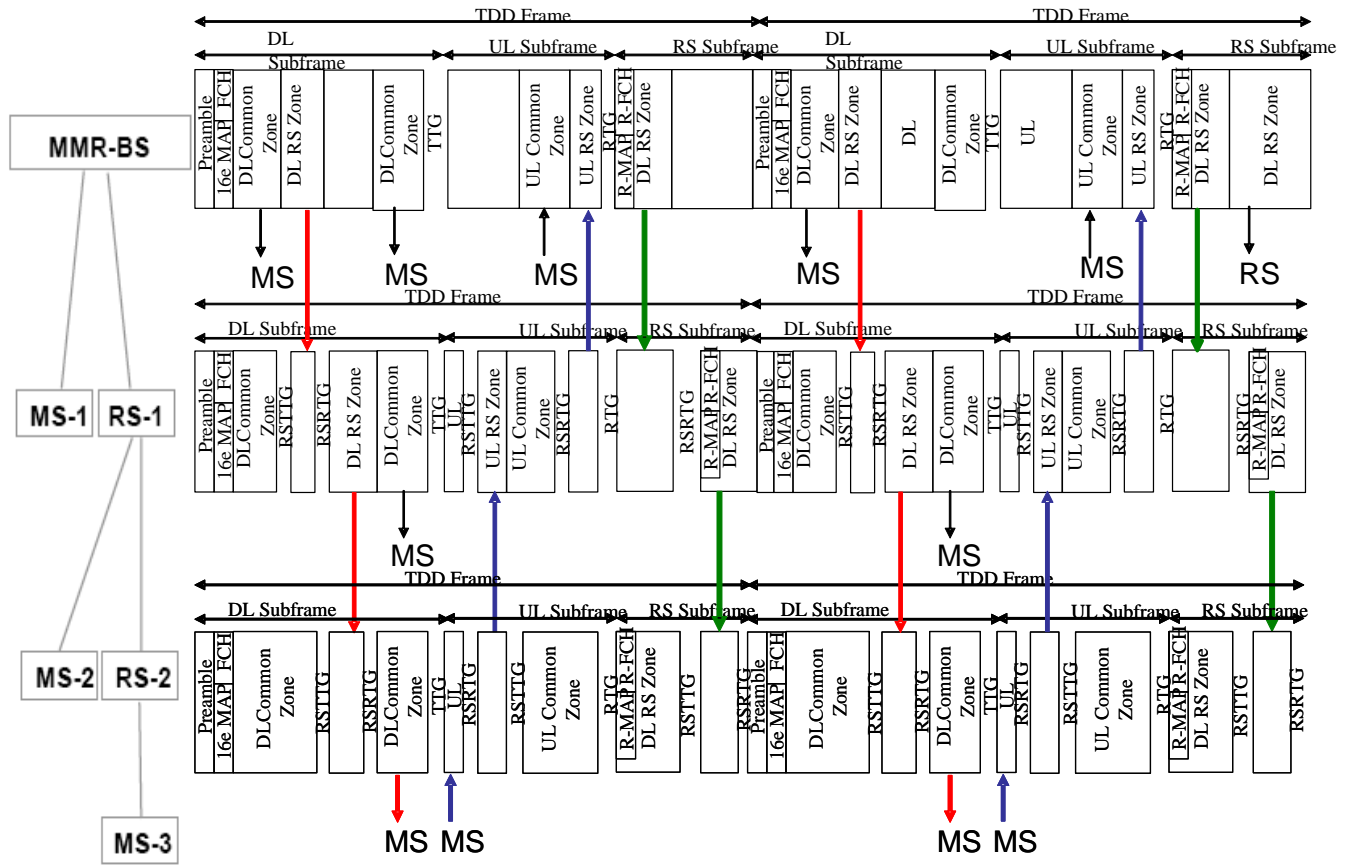 TDD Frame TDD Frame
DL Subframe UL Subframe RS Subframe DL Subframe UL Subframe RS Subframe
MMR-BS
Preamble
16e MAP FCH
DLCommon Zone
DL RS Zone
DLCommon Zone
TTG
UL Common Zone
UL RS Zone
RTG
R-MAP R-FCH
DL RS Zone
Preamble
16e MAP FCH
DLCommon Zone
DL RS Zone
DL
DLCommon Zone
TTG
UL
UL Common Zone
UL RS Zone
RTG
R-MAP R-FCH
DL RS Zone
DL RS Zone
MS MS MS MS MS RS
TDD Frame TDD Frame
DL Subframe UL Subframe RS Subframe DL Subframe UL Subframe RS Subframe
MS-1 RS-1
Preamble
16e MAP FCH
DLCommon Zone
RSTTG
RSRTG
DL RS Zone
DLCommon Zone
TTG
UL
RSTTG
UL RS Zone
UL Common Zone
RSRTG
RTG
RSRTG
R-MAPR-FCH
DL RS Zone
Preamble
16e MAP FCH
DLCommon Zone
RSTTG
RSRTG
DL RS Zone
DLCommon Zone
TTG
UL
RSTTG
UL RS Zone
UL Common Zone
RSRTG
RTG
RSRTG
R-MAPR-FCH
DL RS Zone
MS MS
TDD Frame TDD Frame
DL Subframe UL Subframe RS Subframe DL Subframe UL Subframe RS Subframe
MS-2 RS-2
Preamble
16e MAP FCH
DLCommon Zone
RSTTG
RSRTG
DLCommon Zone
TTG
UL
RSRTG
RSTTG
UL Common Zone
RTG
R-MAPR-FCH
DL RS Zone
RSTTG
RSRTG
Preamble
16e MAP FCH
DLCommon Zone
RSTTG
RSRTG
DLCommon Zone
TTG
UL
RSRTG
RSTTG
UL Common Zone
RTG
R-MAPR-FCH
DL RS Zone
RSTTG
RSRTG
MS-3
MS MS MS MS